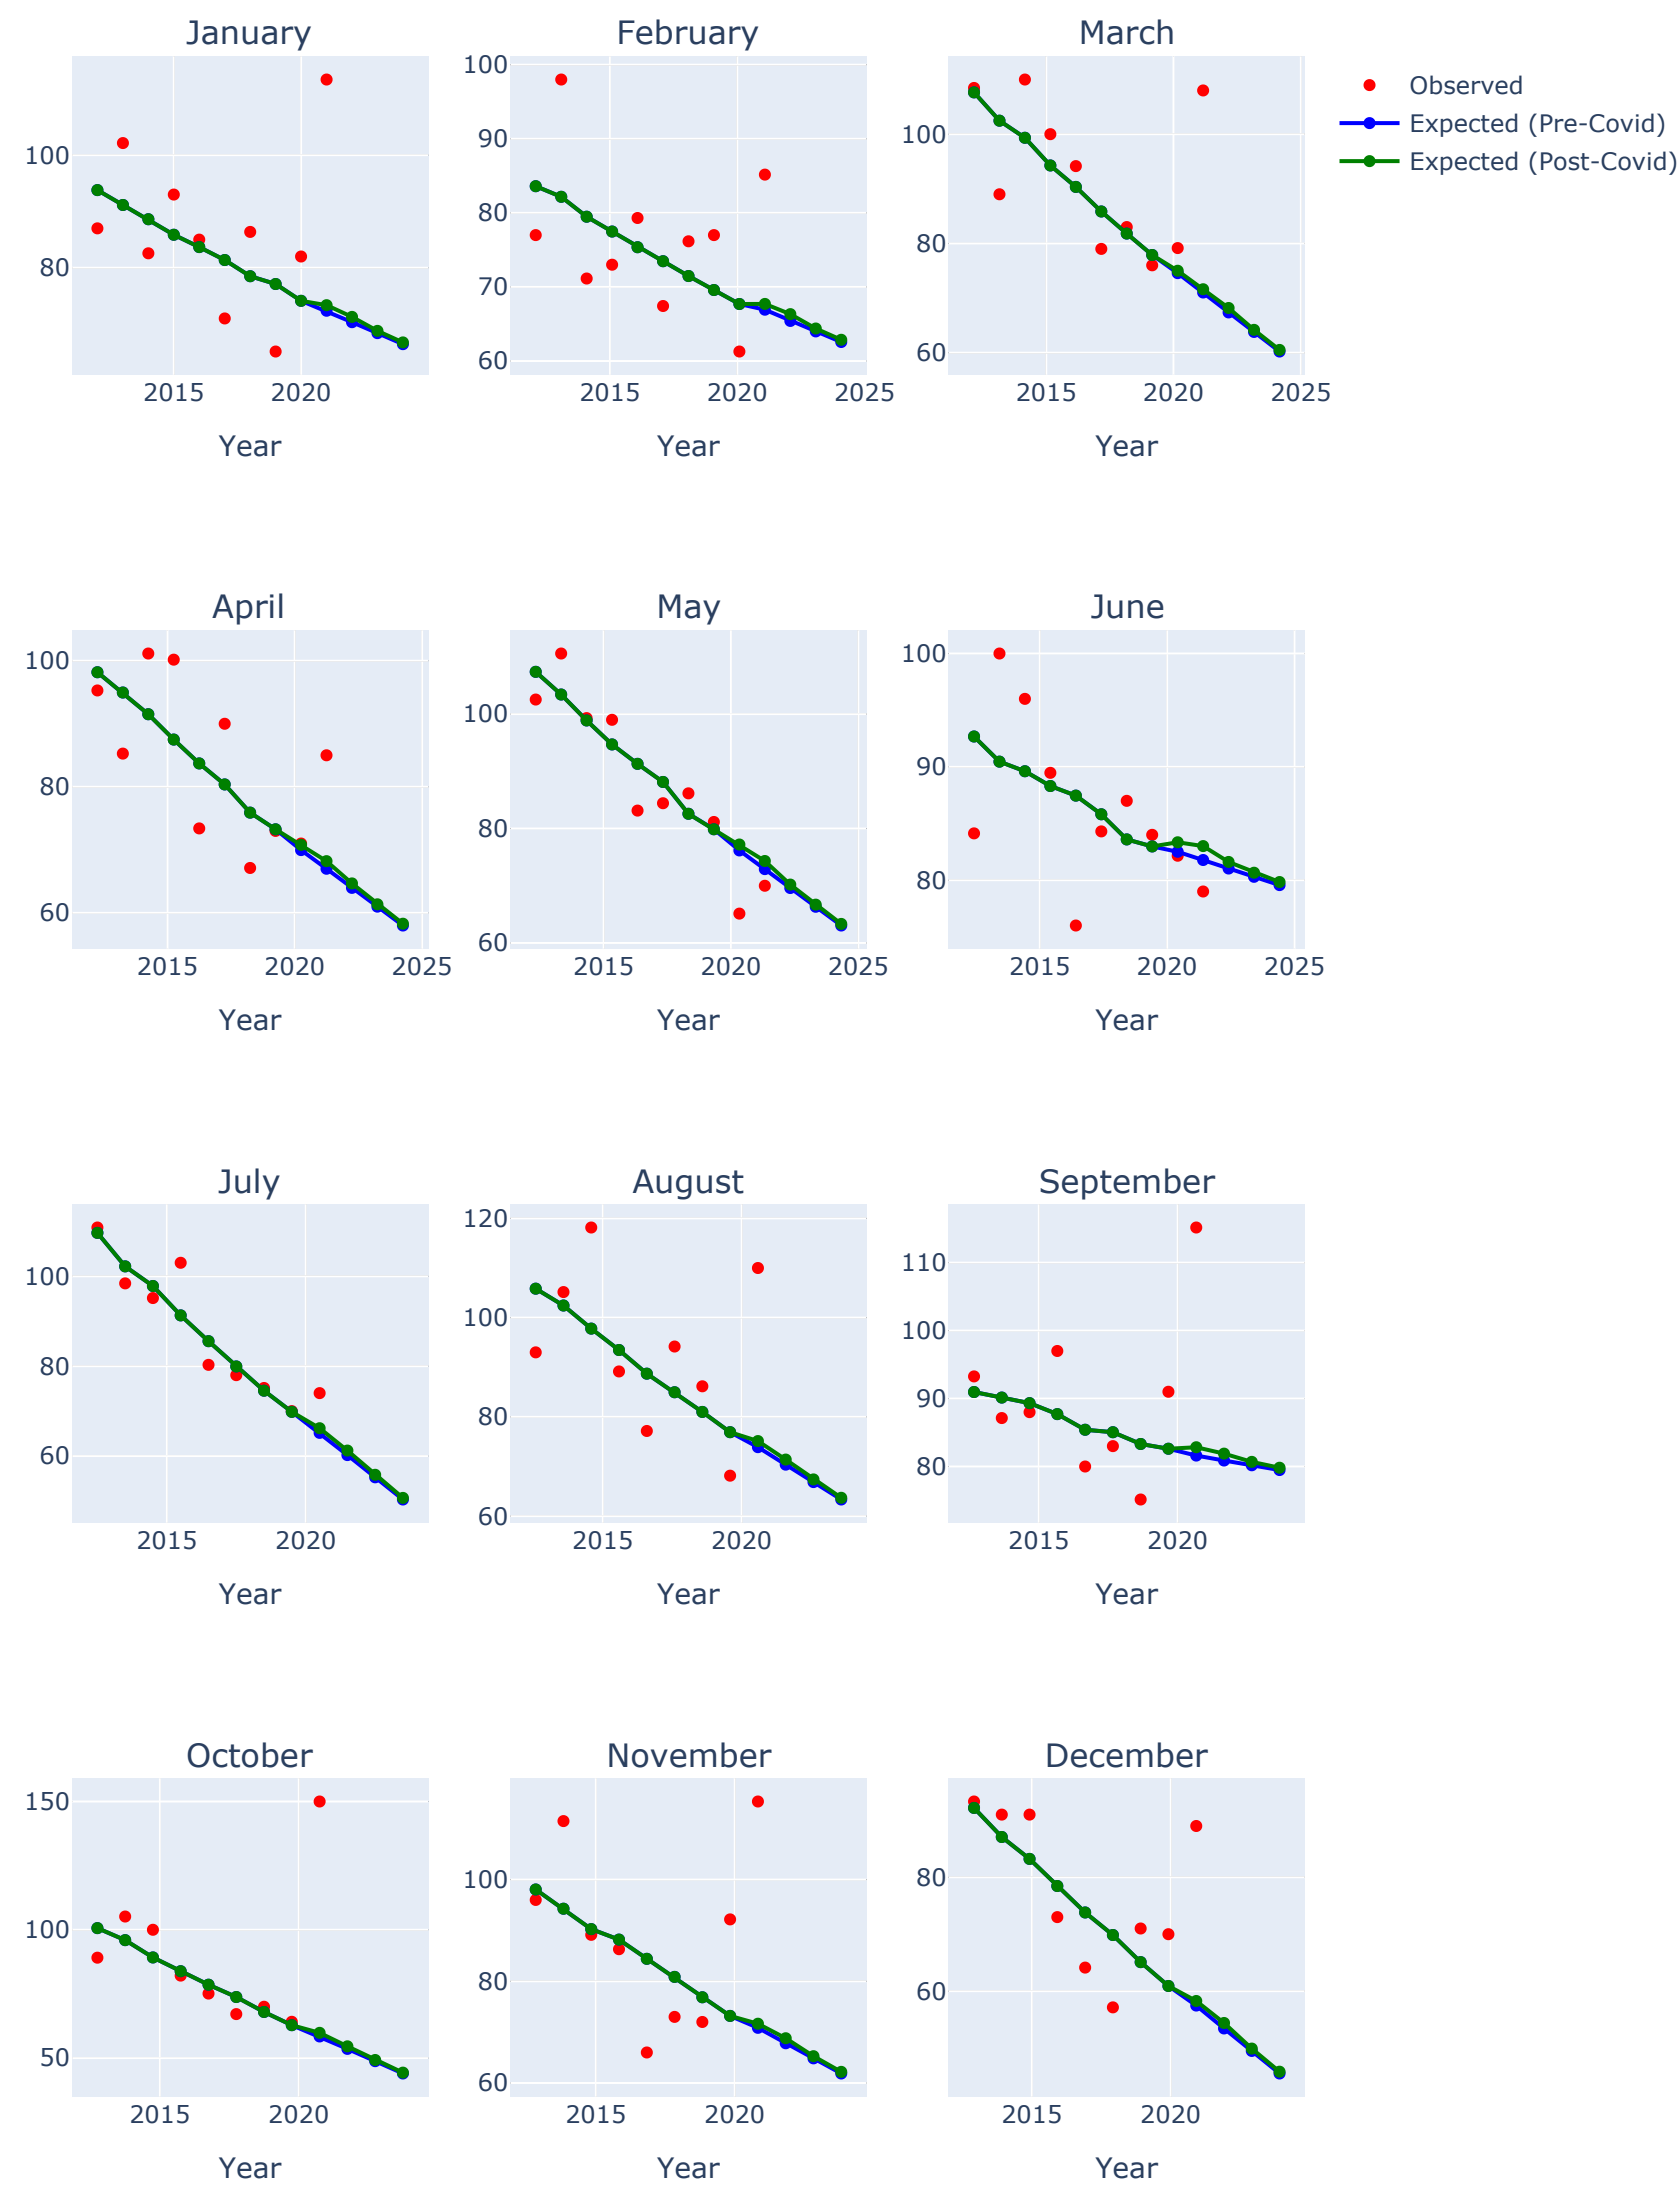 January
February
March
100
80
2015
2020
Year
100
90
80
70
60
2015
2020
2025
Year
100
80
60
2015
2020
2025
Year
Observed
Expected (Pre-Covid)
Expected (Post-Covid)
April
May
June
100
80
60
2015
2020
2025
Year
100
80
60
2015
2020
2025
Year
100
90
80
2015
2020
2025
Year
July
August
September
100
80
60
2015
2020
Year
120
100
80
60
2015
2020
Year
110
100
90
80
2015
2020
Year
October
November
December
150
100
50
2015
2020
Year
100
80
60
2015
2020
Year
80
60
2015
2020
Year